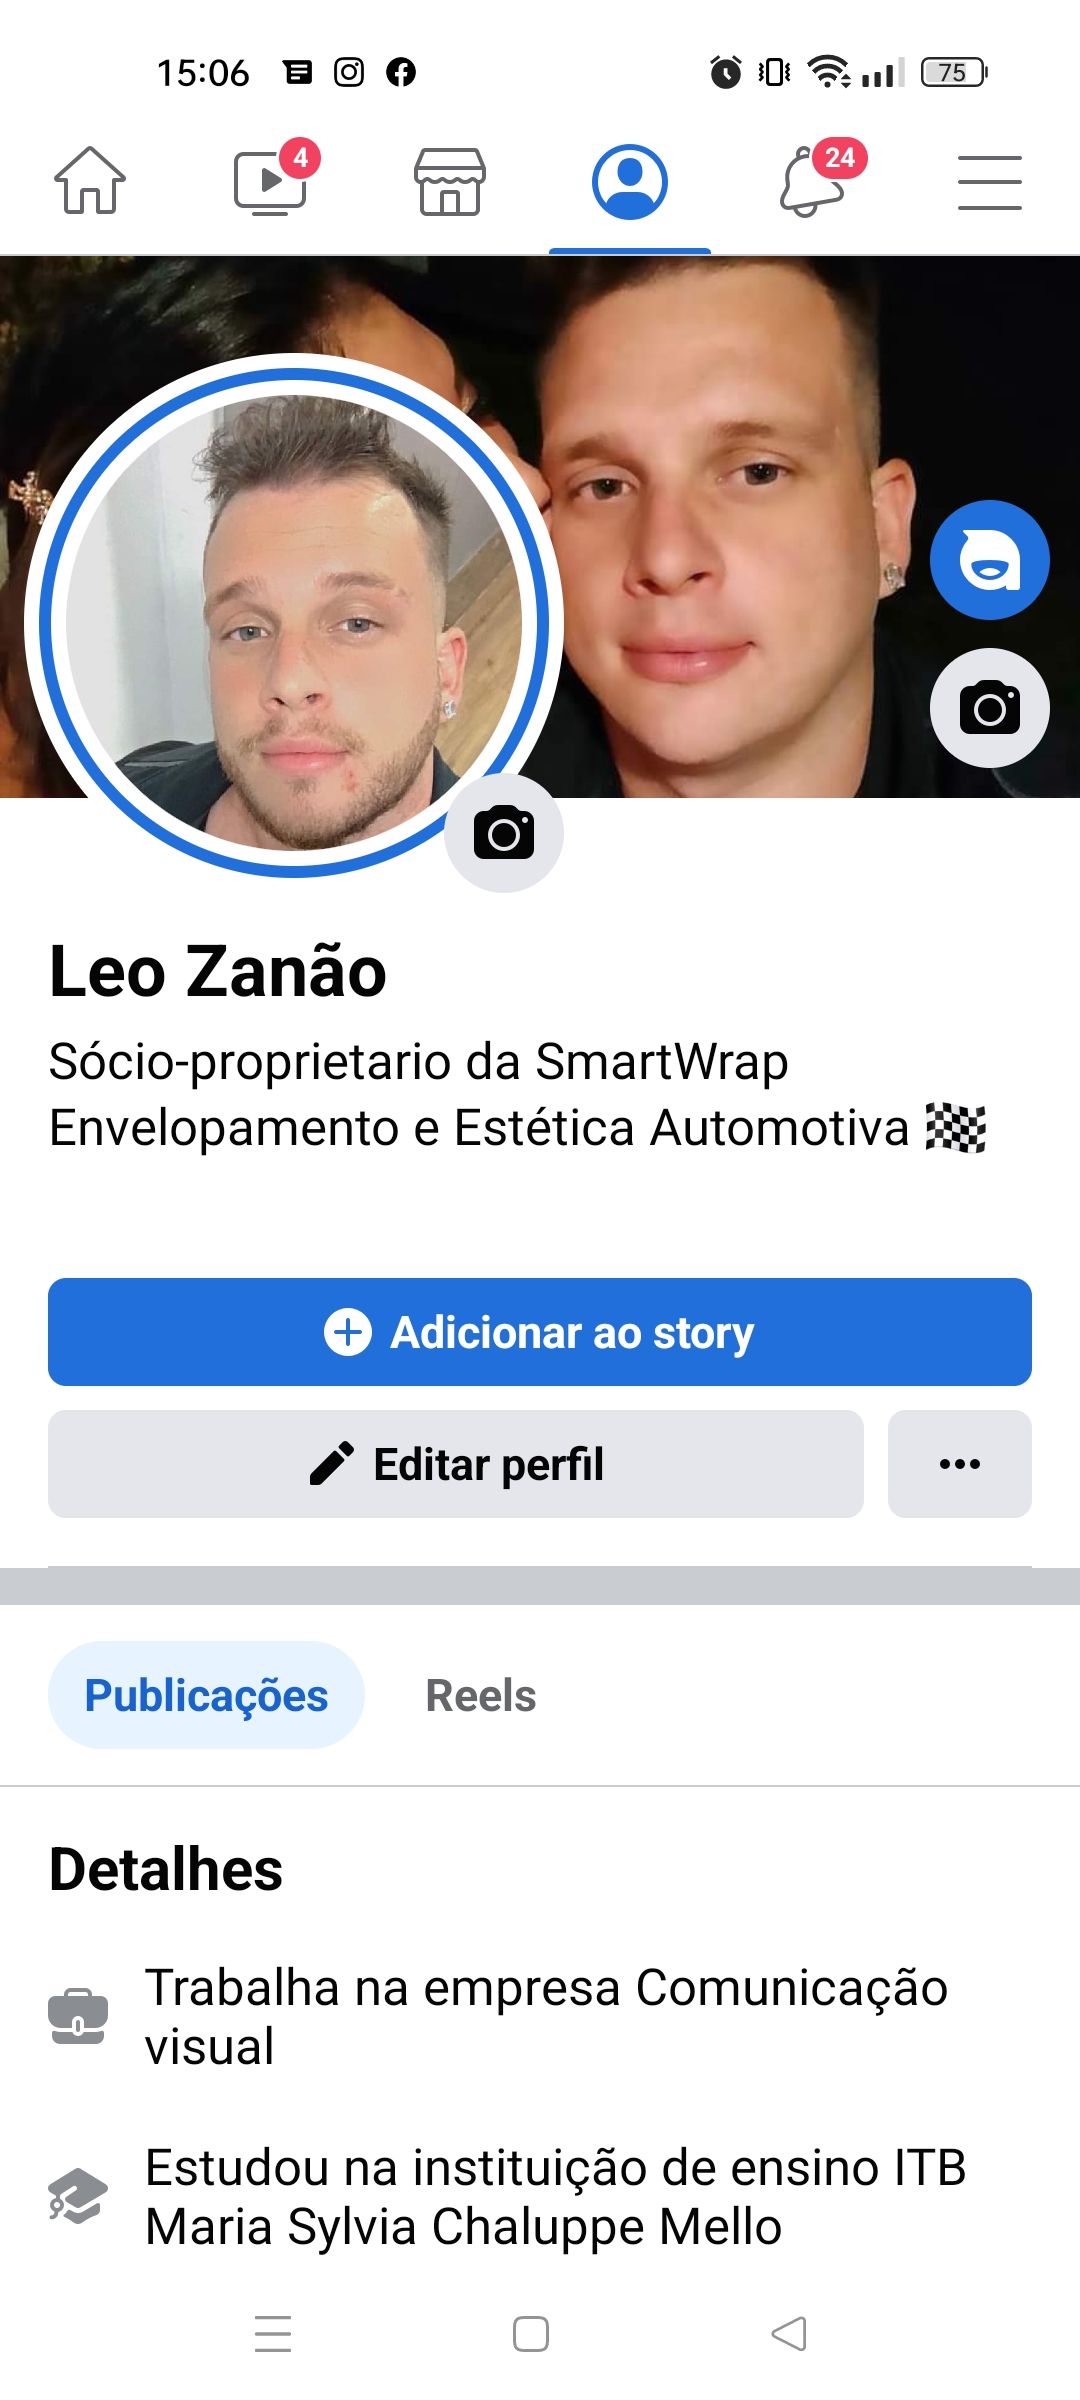 15:06
75
4
24
Leo Zanão
Sócio-proprietario da SmartWrap
Envelopamento e Estética Automotiva 🏁
Adicionar ao story
Editar perfil
Publicações
Reels
Detalhes
Trabalha na empresa Comunicação
visual
Estudou na instituição de ensino ITB
Maria Sylvia Chaluppe Mello